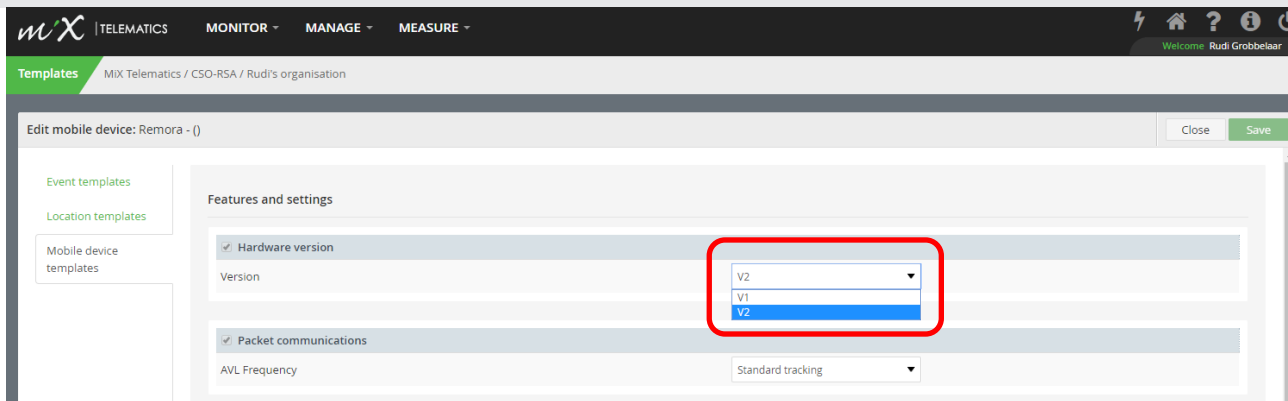 miX TELEMATICS MONITOR MANAGE MEASURE
Welcome Rudi Grobbelaar
Templates MiX Telematics / CSO-RSA / Rudi's organisation
Edit mobile device: Remora - () Close Save
Event templates
Features and settings
Location templates
Mobile device templates
Hardware version
Version V2
V1
V2
Packet communications
AVL Frequency Standard tracking